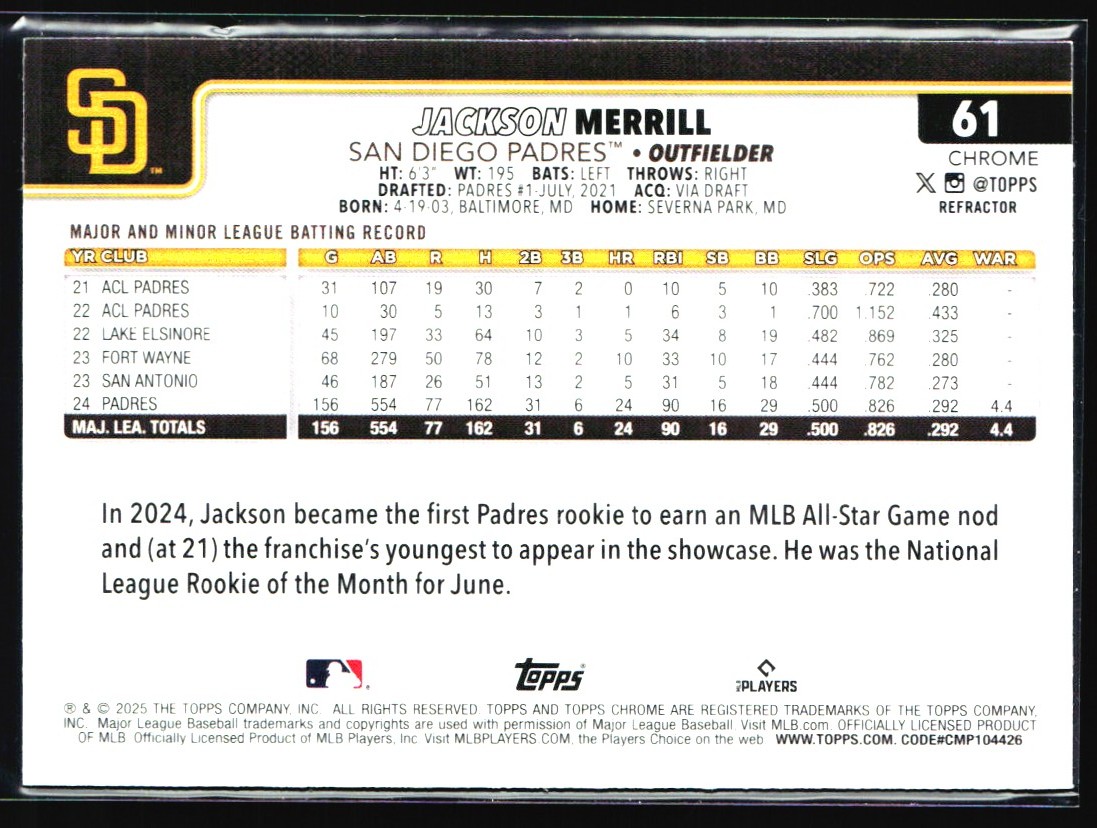 SD™
JACKSON MERRILL
61
SAN DIEGO PADRES™ • OUTFIELDER
CHROME
HT: 6'3" WT: 195 BATS: LEFT THROWS: RIGHT
X @TOPPS
DRAFTED: PADRES #1-JULY, 2021 ACQ: VIA DRAFT
REFRACTOR
BORN: 4-19-03, BALTIMORE, MD HOME: SEVERNA PARK, MD
MAJOR AND MINOR LEAGUE BATTING RECORD
YR CLUB G AB R H 2B 3B HR RBI SB BB SLG OPS AVG WAR
21 ACL PADRES 31 107 19 30 7 2 0 10 5 10 .383 .722 .280 -
22 ACL PADRES 10 30 5 13 3 1 1 6 3 1 .700 1.152 .433 -
22 LAKE ELSINORE 45 197 33 64 10 3 5 34 8 19 .482 .869 .325 -
23 FORT WAYNE 68 279 50 78 12 2 10 33 10 17 .444 .762 .280 -
23 SAN ANTONIO 46 187 26 51 13 2 5 31 5 18 .444 .782 .273 -
24 PADRES 156 554 77 162 31 6 24 90 16 29 .500 .826 .292 4.4
MAJ. LEA. TOTALS 156 554 77 162 31 6 24 90 16 29 .500 .826 .292 4.4
In 2024, Jackson became the first Padres rookie to earn an MLB All-Star Game nod
and (at 21) the franchise's youngest to appear in the showcase. He was the National
League Rookie of the Month for June.
Topps®
MLB PLAYERS
® & © 2025 THE TOPPS COMPANY, INC. ALL RIGHTS RESERVED. TOPPS AND TOPPS CHROME ARE REGISTERED TRADEMARKS OF THE TOPPS COMPANY,
INC. Major League Baseball trademarks and copyrights are used with permission of Major League Baseball. Visit MLB.com. OFFICIALLY LICENSED PRODUCT
OF MLB. Officially Licensed Product of MLB Players, Inc. Visit MLBPLAYERS.COM, the Players Choice on the web. WWW.TOPPS.COM. CODE#CMP104426